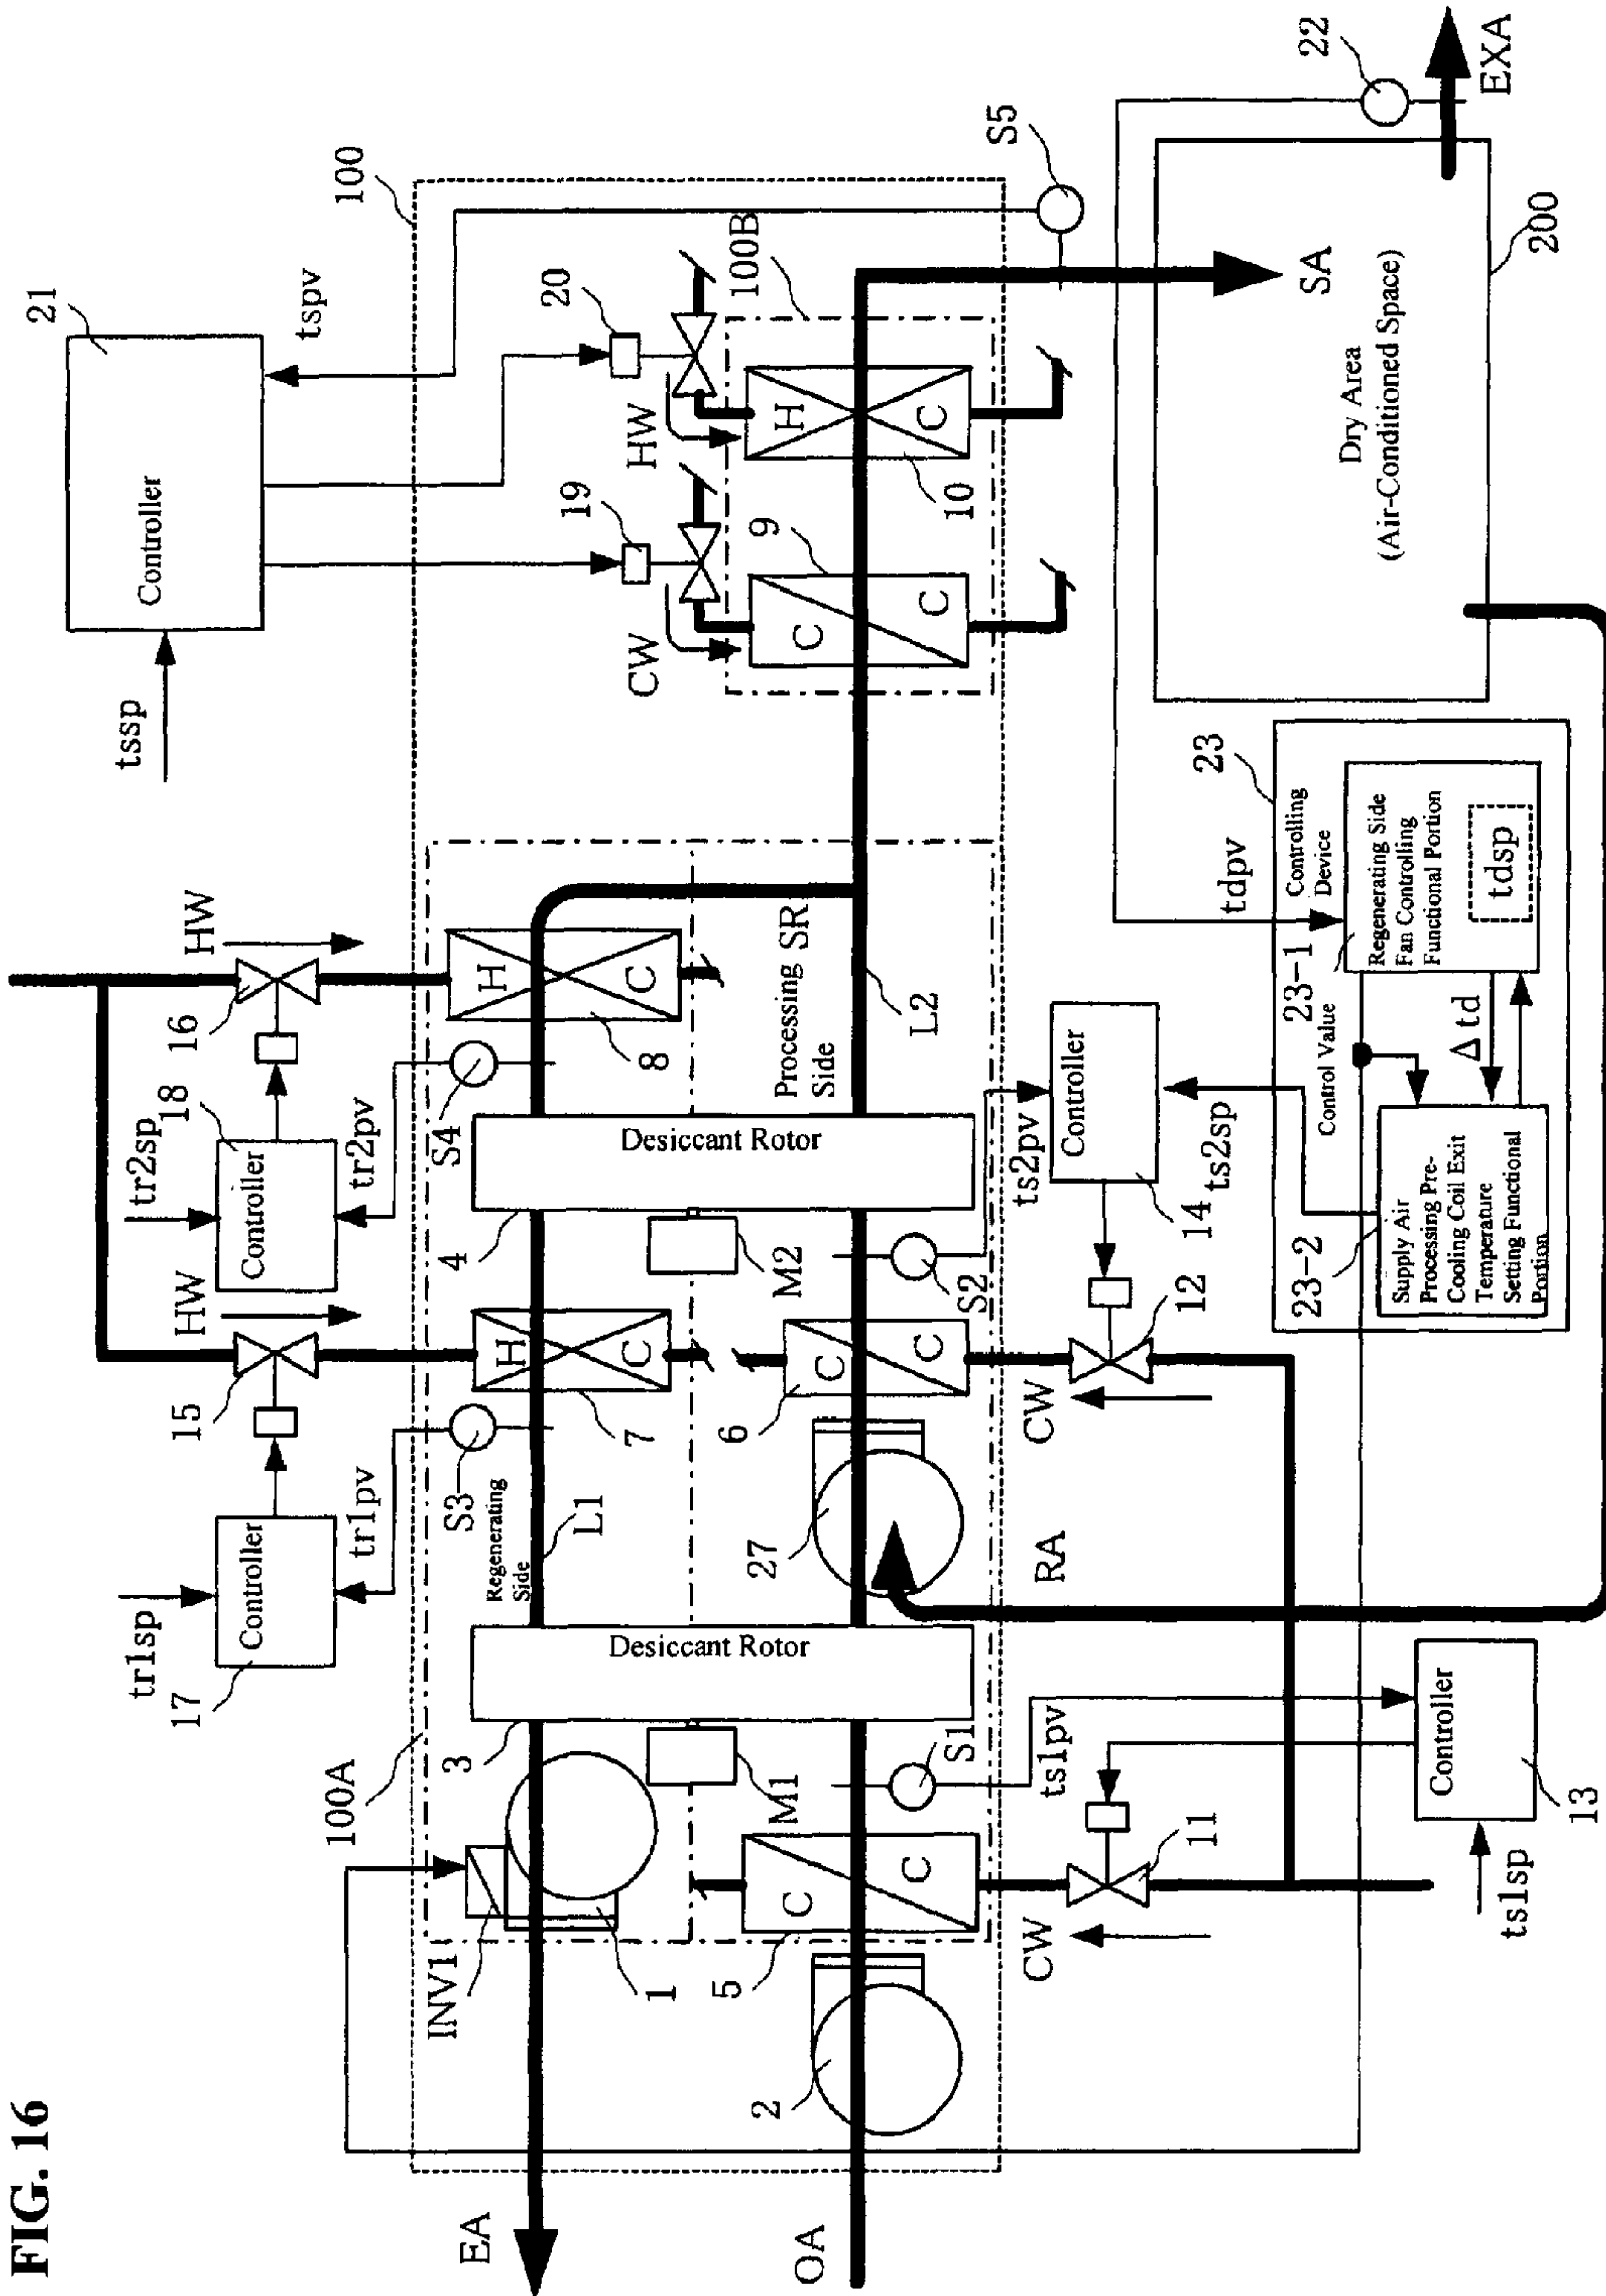 FIG. 16
EA
OA
INV1
1
2
5
100A
3
M1
S1
ts1pv
CW
11
13
Controller
ts1sp
tr1sp
17
Controller
tr1pv
S3
Regenerating
Side
L1
Desiccant Rotor
27
RA
15
HW
7
H
C
6
C
C
C
C
CW
12
S2
M2
4
Desiccant Rotor
tr2sp
18
Controller
tr2pv
S4
16
HW
8
H
C
Processing
Side
SR
L2
ts2pv
Controller
14
ts2sp
23-2
Supply Air
Processing Pre-
Cooling Coil Exit
Temperature
Setting Functional
Portion
Control Value
Δtd
23-1
Regenerating Side
Fan Controlling
Functional Portion
tdsp
Controlling
Device
23
tdpv
tssp
21
Controller
tspv
19
20
CW
HW
9
C
C
10
H
C
100B
100
S5
SA
Dry Area
(Air-Conditioned Space)
200
22
EXA